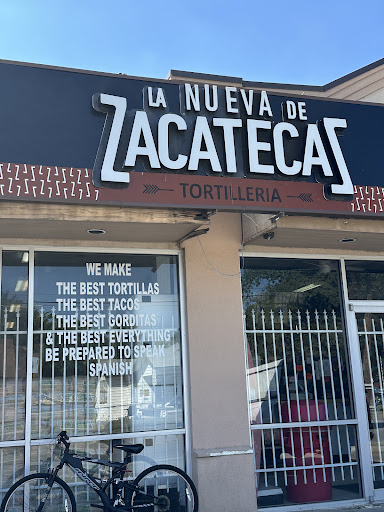 LA NUEVA DE
ZACATECAS
TORTILLERIA
WE MAKE
THE BEST TORTILLAS
THE BEST TACOS
THE BEST GORDITAS
& THE BEST EVERYTHING
BE PREPARED TO SPEAK
SPANISH